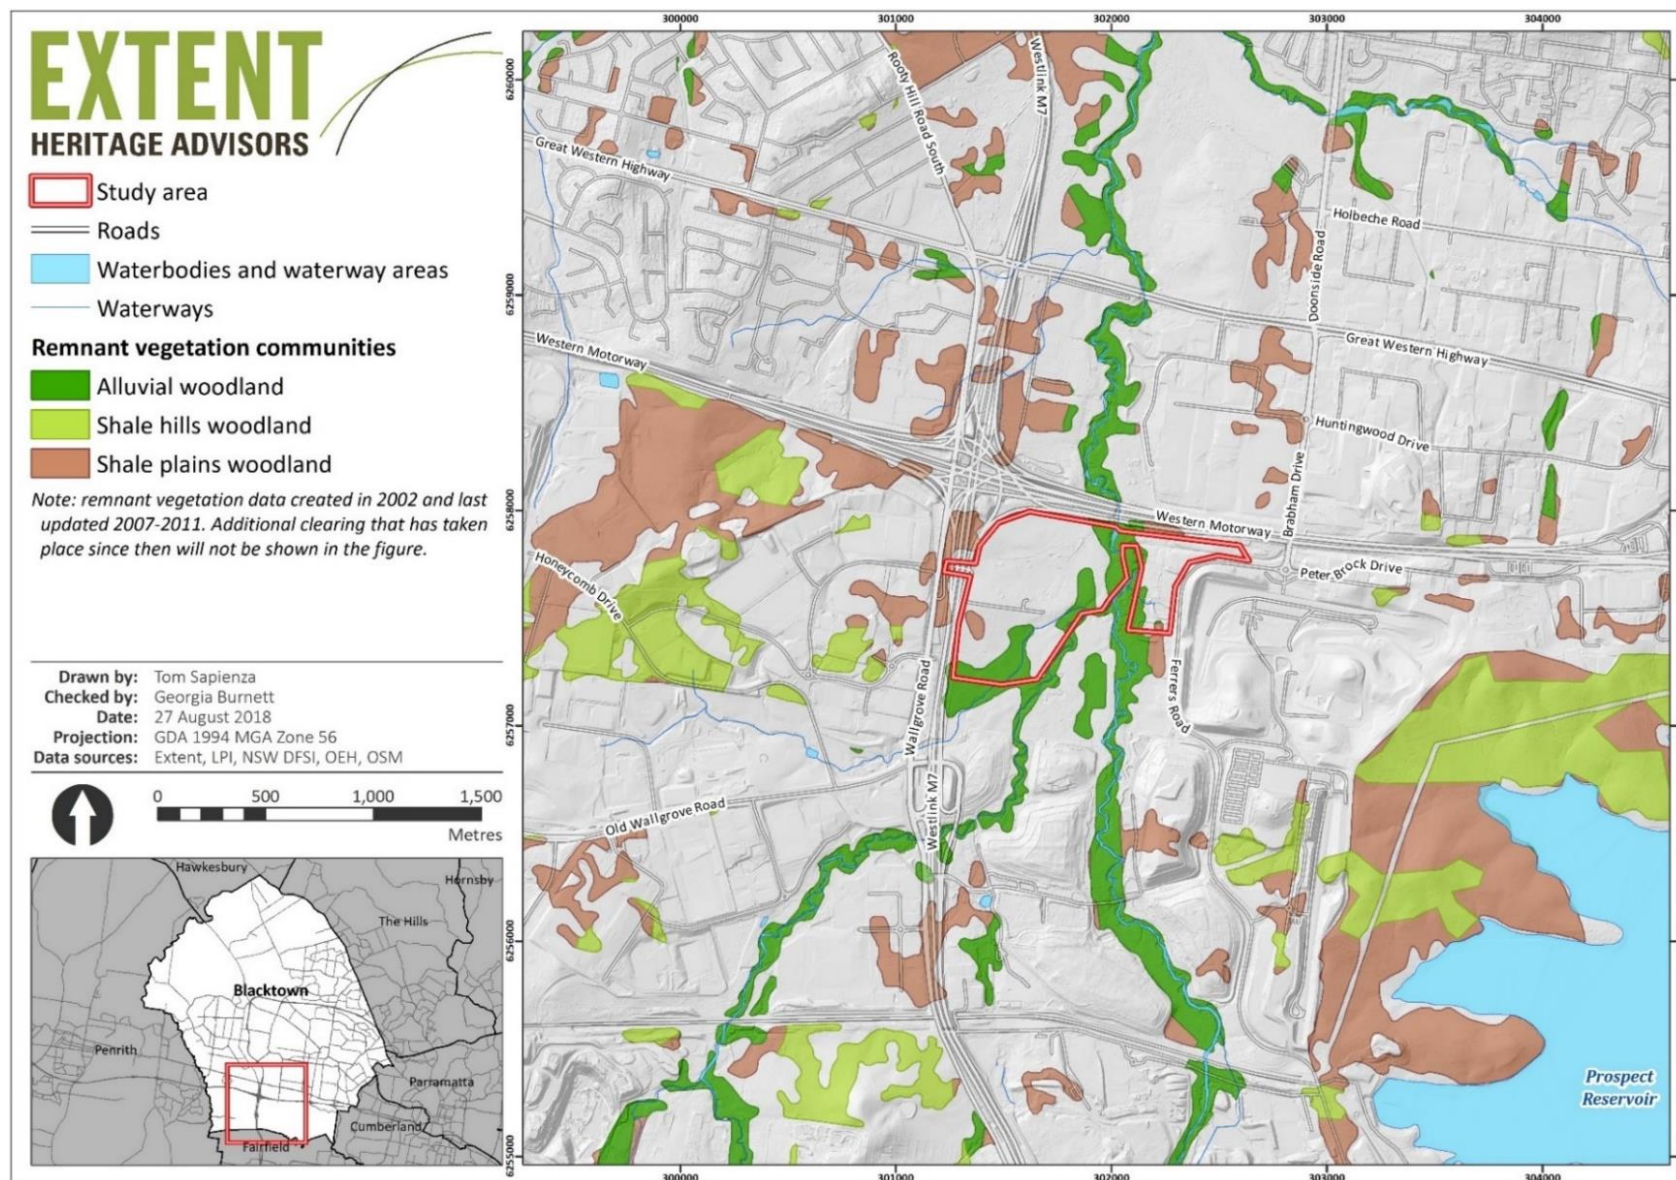 EXTENT
HERITAGE ADVISORS
Study area
Roads
Waterbodies and waterway areas
Waterways
Remnant vegetation communities
Alluvial woodland
Shale hills woodland
Shale plains woodland
Note: remnant vegetation data created in 2002 and last
updated 2007-2011. Additional clearing that has taken
place since then will not be shown in the figure.
Drawn by: Tom Sapienza
Checked by: Georgia Burnett
Date: 27 August 2018
Projection: GDA 1994 MGA Zone 56
Data sources: Extent, LPI, NSW DFSI, OEH, OSM
0 500 1,000 1,500
Metres
Hawkesbury
Hornsby
The Hills
Blacktown
Penrith
Parramatta
Cumberland
Fairfield
300000 301000 302000 303000 304000
6260000
6259000
6258000
6257000
6256000
6255000
Westlink M7
Rooty Hill Road South
Great Western Highway
Holbeche Road
Doonside Road
Great Western Highway
Western Motorway
Huntingwood Drive
Brabham Drive
Western Motorway
Peter Brock Drive
Honeycomb Drive
Ferrers Road
Wallgrove Road
Westlink M7
Old Wallgrove Road
Prospect
Reservoir
300000 301000 302000 303000 304000